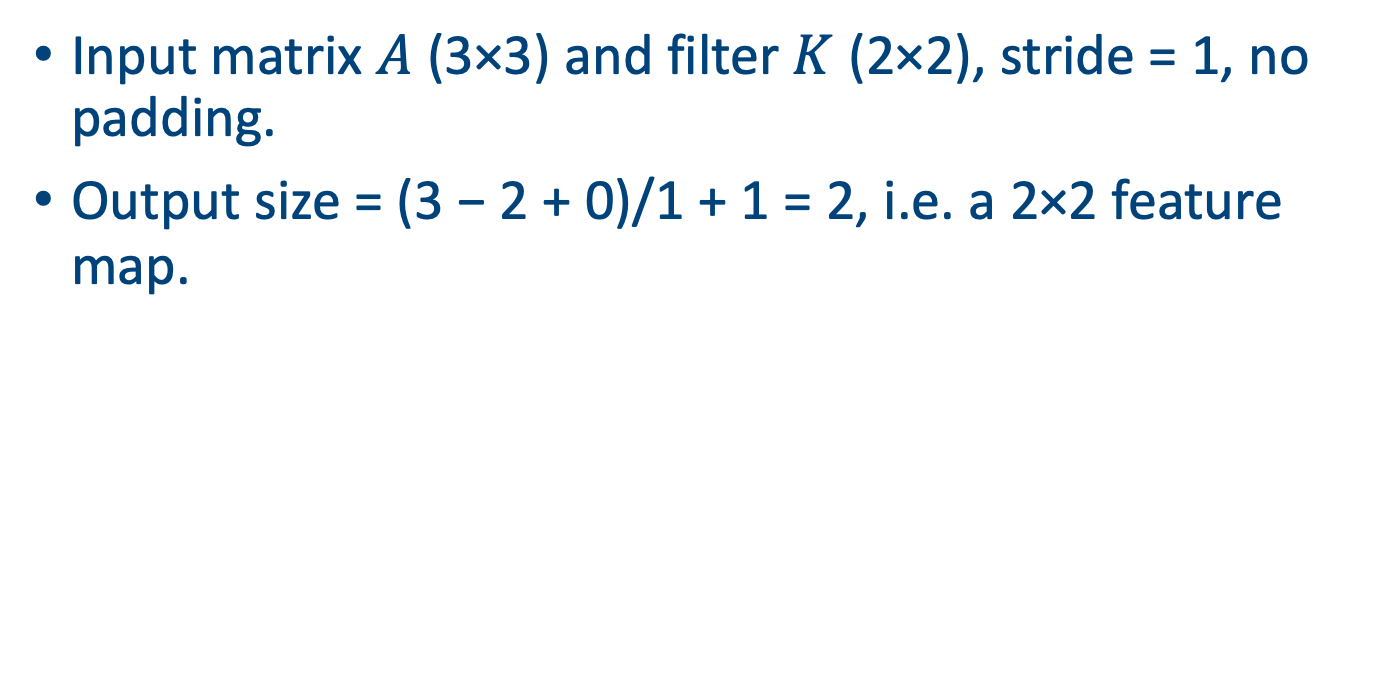 • Input matrix A (3×3) and filter K (2×2), stride = 1, no
padding.
• Output size = (3 − 2 + 0)/1 + 1 = 2, i.e. a 2×2 feature
map.